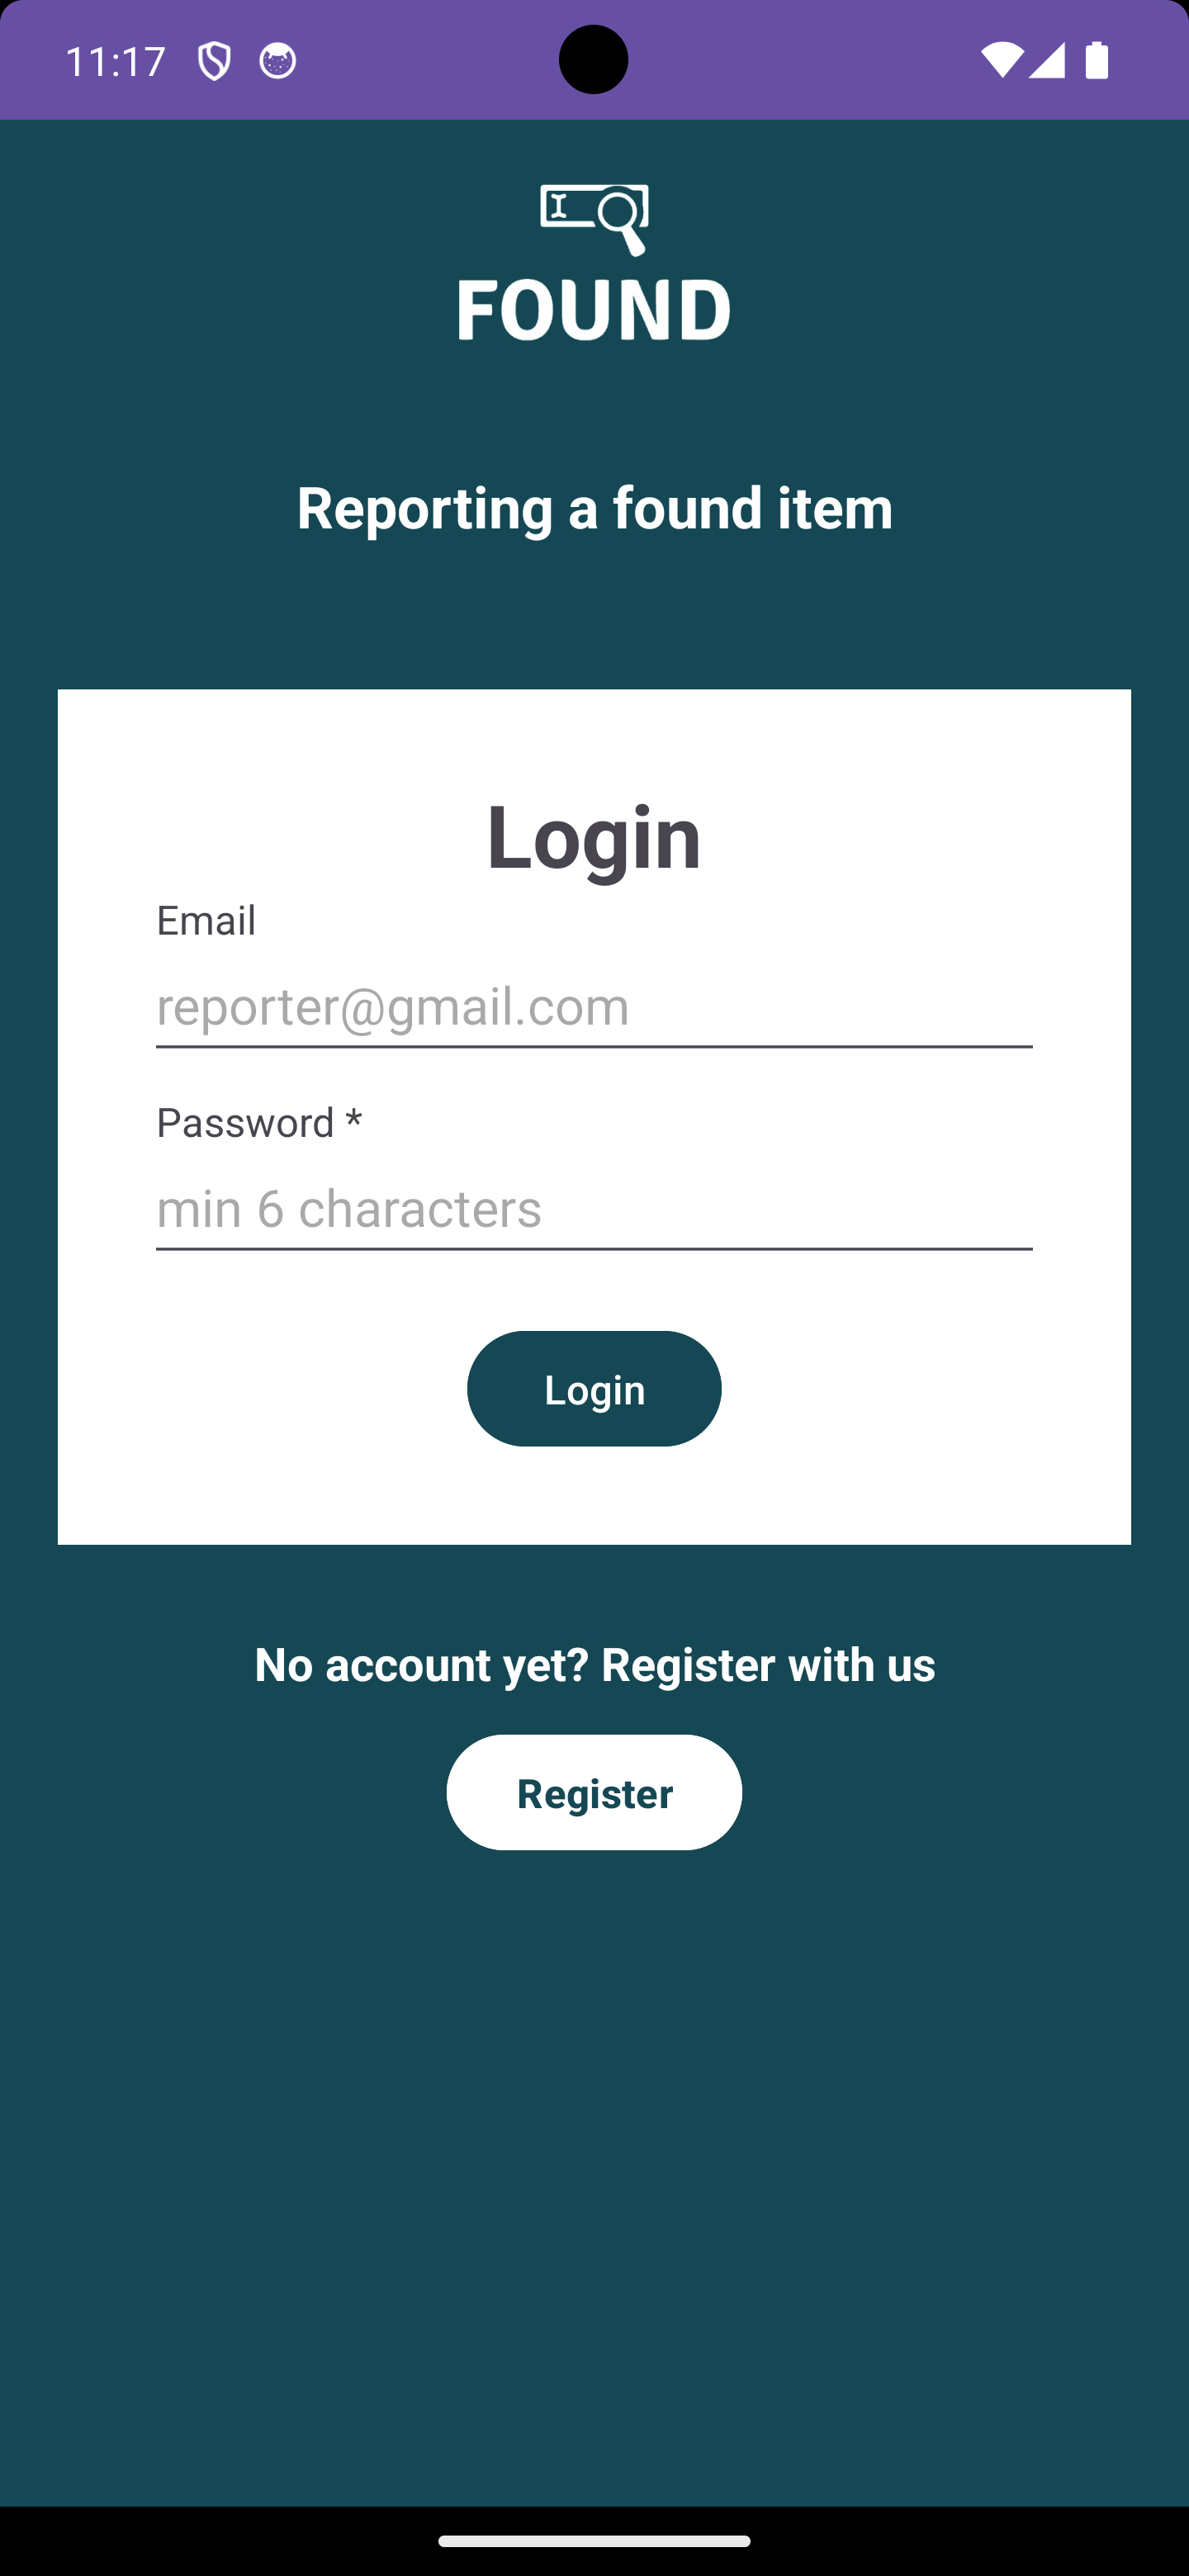 11:17
FOUND
Reporting a found item
Login
Email
reporter@gmail.com
Password *
min 6 characters
Login
No account yet? Register with us
Register